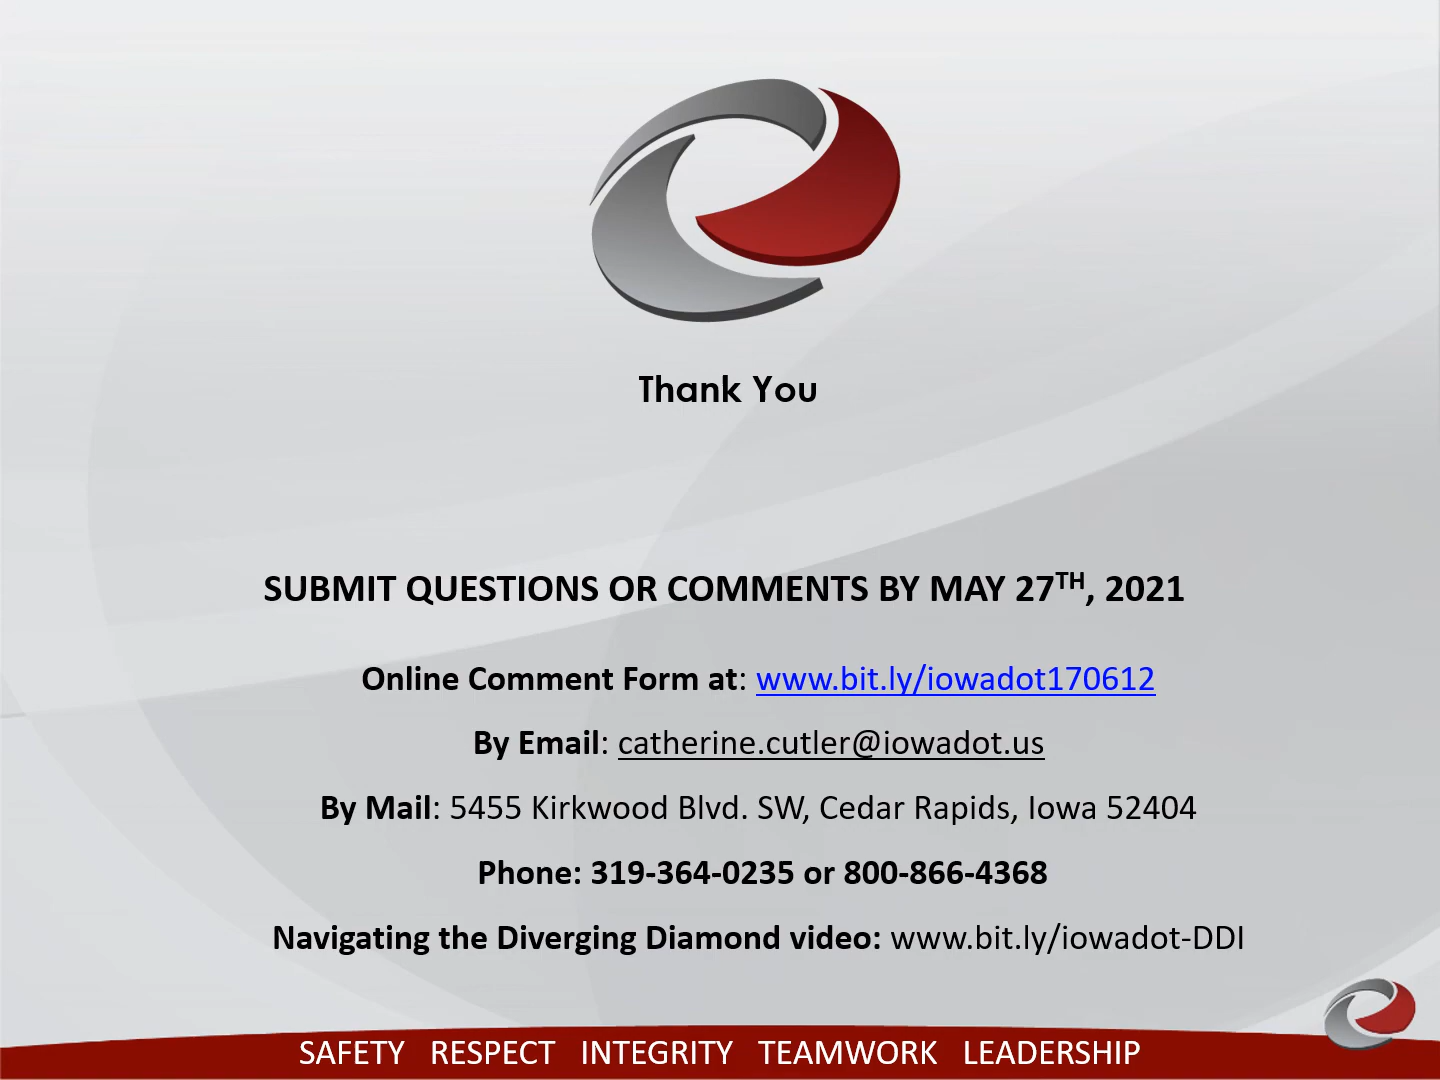 Thank You
SUBMIT QUESTIONS OR COMMENTS BY MAY 27TH, 2021
Online Comment Form at: www.bit.ly/iowadot170612
By Email: catherine.cutler@iowadot.us
By Mail: 5455 Kirkwood Blvd. SW, Cedar Rapids, Iowa 52404
Phone: 319-364-0235 or 800-866-4368
Navigating the Diverging Diamond video: www.bit.ly/iowadot-DDI
SAFETY RESPECT INTEGRITY TEAMWORK LEADERSHIP